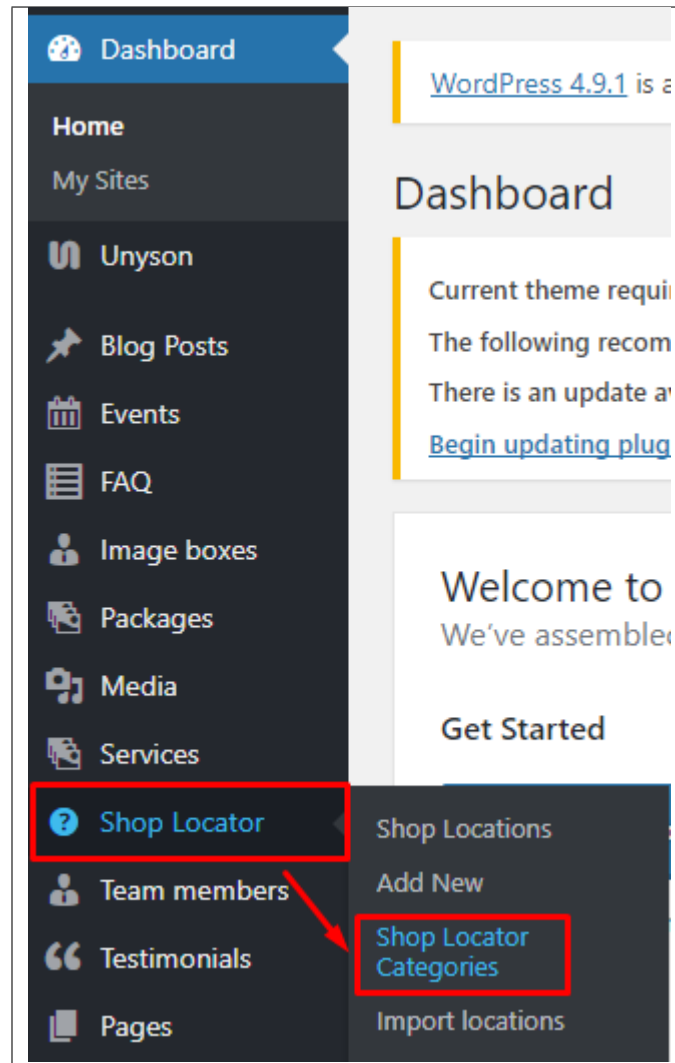 Dashboard
Home
My Sites
Unyson
Blog Posts
Events
FAQ
Image boxes
Packages
Media
Services
Shop Locator
Team members
Testimonials
Pages
Shop Locations
Add New
Shop Locator
Categories
Import locations
WordPress 4.9.1 is a
Dashboard
Current theme requi
The following recom
There is an update a
Begin updating plug
Welcome to
We've assembled
Get Started